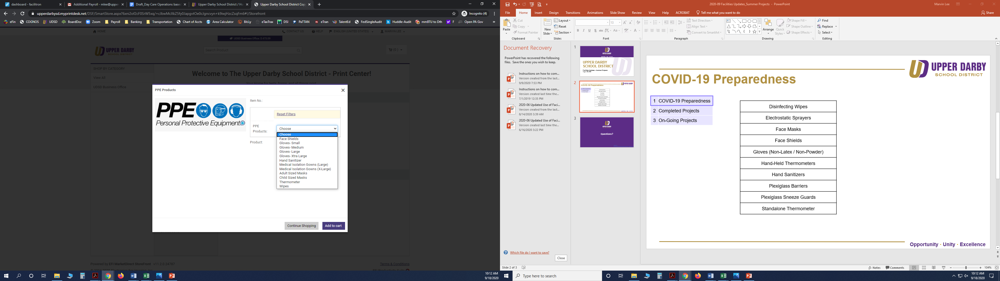 dashboard - facilitron
Additional Payroll - mlee@upper
Draft_Day Care Operations base
Upper Darby School District / Ho
Upper Darby School District Cop
upperdarbysd.myprintdesk.net/DSF/SmartStore.aspx?6xni2of2cF0SrW5xq/+cJbwMcXkZ5fy0JapgvtOe0cJgncvyn+k9iwjHzcZsqFm6#!/Storefront
Incognito (4)
eFin
COGNOS
UDSD
BoardDoc
Zoom
Payroll
Banking
Transportation
Chart of Accts
Area Calculator
Bit.Ly
eTaxTrax
DSI
PaTTAN
eTran
TalentEd
FedSingleAudit
Huddle-Audit
mmBTU to Dth
F
Open PA Gov
HOME
CONTACT US
HELP
ENGLISH (UNITED STATES)
MARVIN LEE
UDSD Business Office: $ 475.09
UPPER DARBY
SCHOOL DISTRICT
Search Product
(0)
SHOP BY CATEGORY
View All
UDSD Business Office
Welcome to The Upper Darby School District - Print Center!
PPE Products
PPE
Personal Protective Equipment
Item No.:
Reset Filters
PPE
Products:
Choose
Product:
Choose
Face Shields
Gloves- Small
Gloves- Medium
Gloves- Large
Gloves- Xtra Large
Hand Sanitizer
Medical Isolation Gowns (Large)
Medical Isolation Gowns (X-Large)
Adult Sized Masks
Child Sized Masks
Thermometer
Wipes
Continue Shopping
Add to cart
Powered by EFI MarketDirect StoreFront v11.2.0.24787
Terms & Conditions
10:12 AM
9/18/2020
2020-09 Facilities Updates_Summer Projects - PowerPoint
Marvin Lee
File
Home
Insert
Design
Transitions
Animations
Slide Show
Review
View
Help
ACROBAT
Tell me what you want to do
Share
Paste
Cut
Copy
Format Painter
Clipboard
New
Slide
Layout
Reset
Section
Slides
13
Font
Text Direction
Align Text
Convert to SmartArt
Paragraph
Arrange
Quick
Styles
Shape Fill
Shape Outline
Shape Effects
Drawing
Find
Replace
Select
Editing
Document Recovery
PowerPoint has recovered the following
files. Save the ones you wish to keep.
Instructions on how to com...
Version created from the last...
9/9/2020 7:53 PM
Instructions on how to com...
Version created last time the...
7/1/2019 12:35 PM
2020-06 Updated Use of Faci...
Version created from the last...
8/14/2020 3:39 AM
2020-06 Updated Use of Faci...
Version created last time the...
6/16/2020 3:22 PM
Which file do I want to save?
Close
1
UPPER DARBY
SCHOOL DISTRICT
Facilities Updates – Summer Projects
2
COVID-19 Preparedness
3
Questions?
COVID-19 Preparedness
UPPER DARBY
SCHOOL DISTRICT
1 COVID-19 Preparedness
2 Completed Projects
3 On-Going Projects
Disinfecting Wipes
Electrostatic Sprayers
Face Masks
Face Shields
Gloves (Non-Latex / Non-Powder)
Hand-Held Thermometers
Hand Sanitizers
Plexiglass Barriers
Plexiglass Sneeze Guards
Standalone Thermometer
Opportunity · Unity · Excellence
Slide 2 of 3
Notes
Comments
104%
Type here to search
10:12 AM
9/18/2020